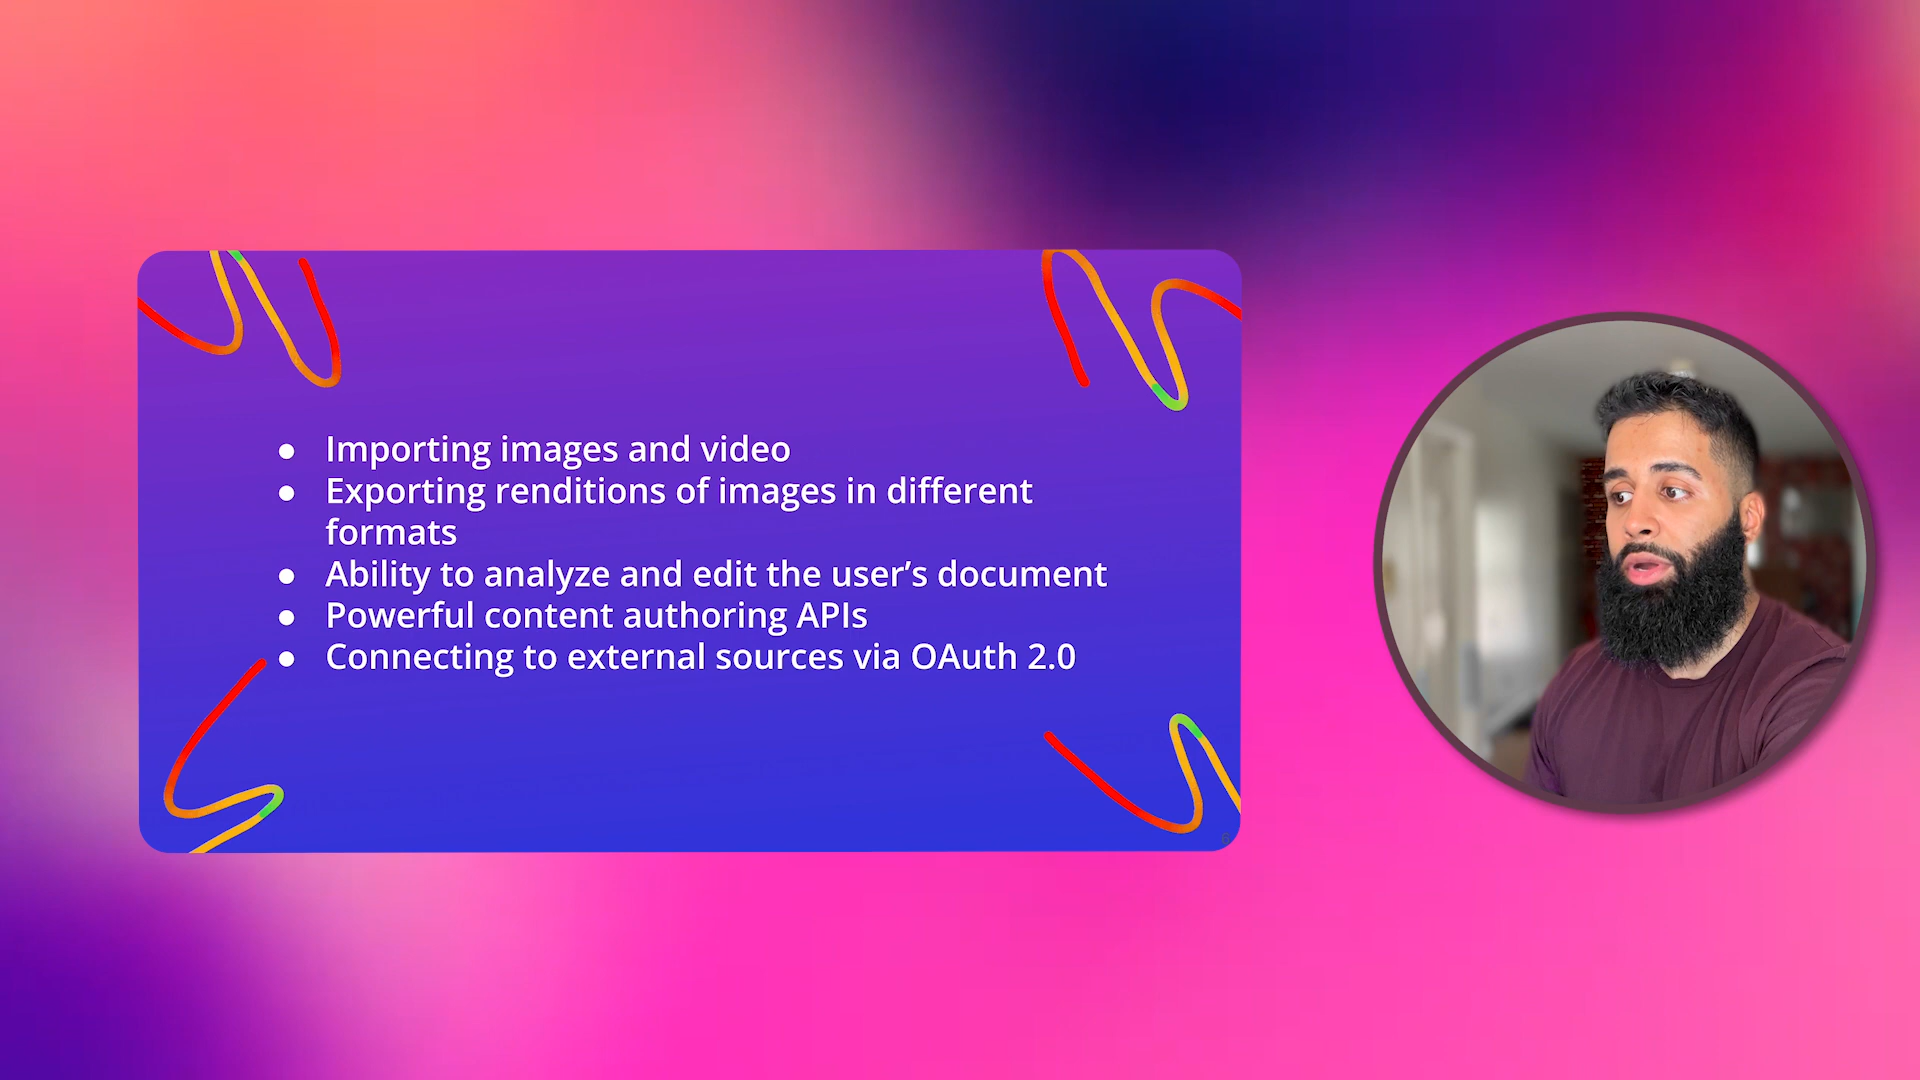 ● Importing images and video
● Exporting renditions of images in different
formats
● Ability to analyze and edit the user’s document
● Powerful content authoring APIs
● Connecting to external sources via OAuth 2.0